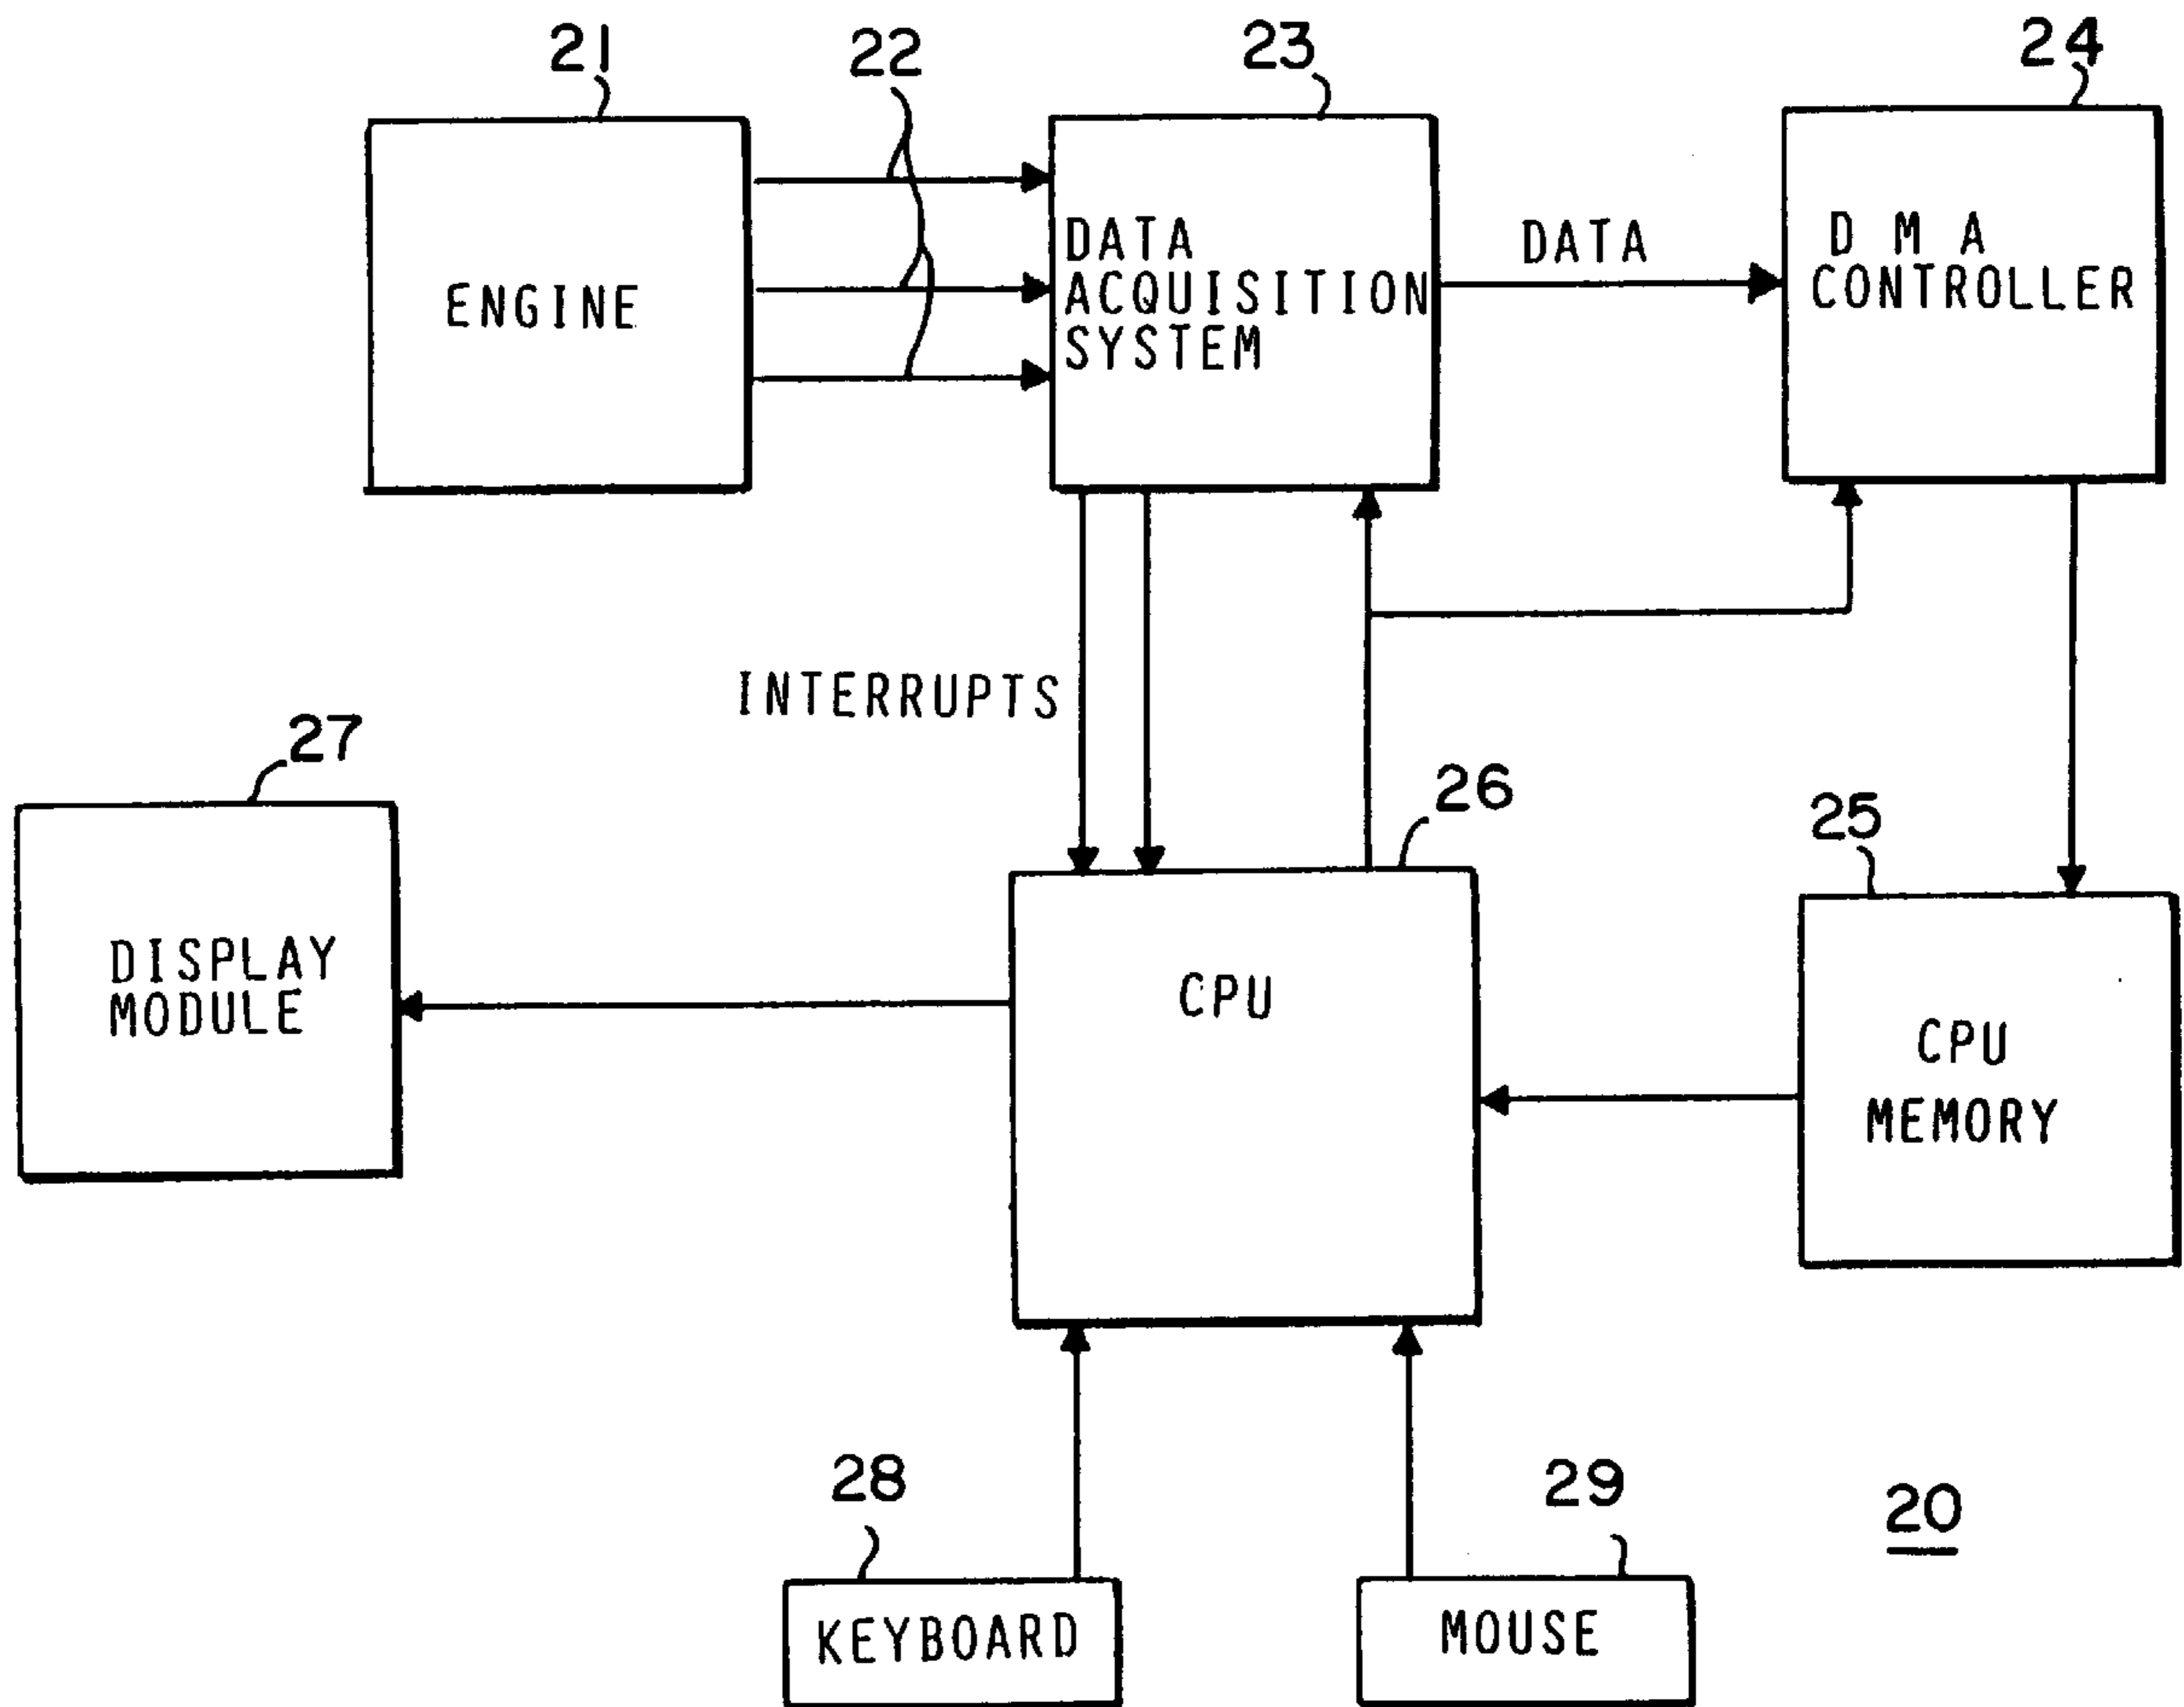 21
22
23
24
ENGINE
DATA
ACQUISITION
SYSTEM
DATA
D M A
CONTROLLER
INTERRUPTS
27
26
25
DISPLAY
MODULE
CPU
CPU
MEMORY
28
29
20
KEYBOARD
MOUSE